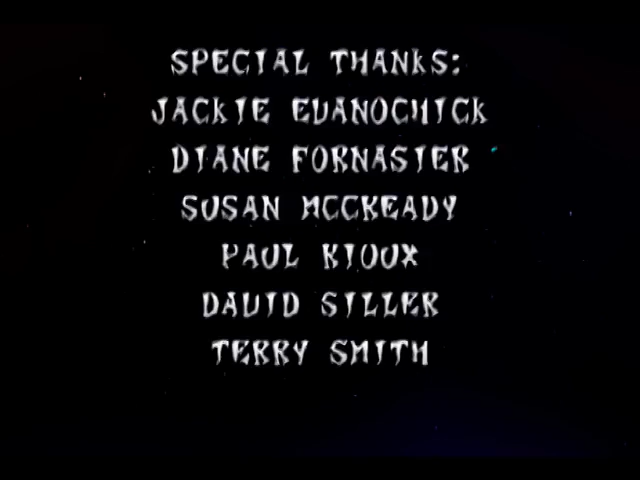 SPECIAL THANKS:
JACKIE EVANOCHICK
DIANE FORNASIER
SUSAN MCCREADY
PAUL RIOUX
DAVID SILLER
TERRY SMITH